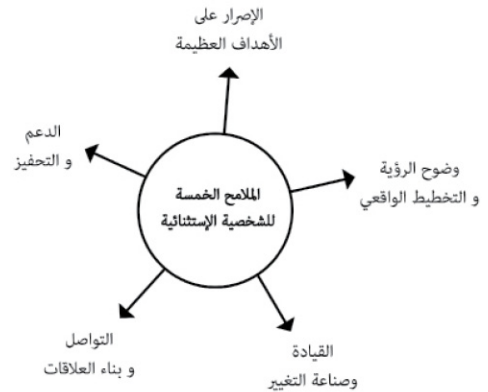 الإصرار على
الأهداف العظيمة
وضوح الرؤية
و التخطيط الواقعي
القيادة
وصناعة التغيير
التواصل
و بناء العلاقات
الدعم
و التحفيز
الملامح الخمسة
للشخصية الإستثنائية